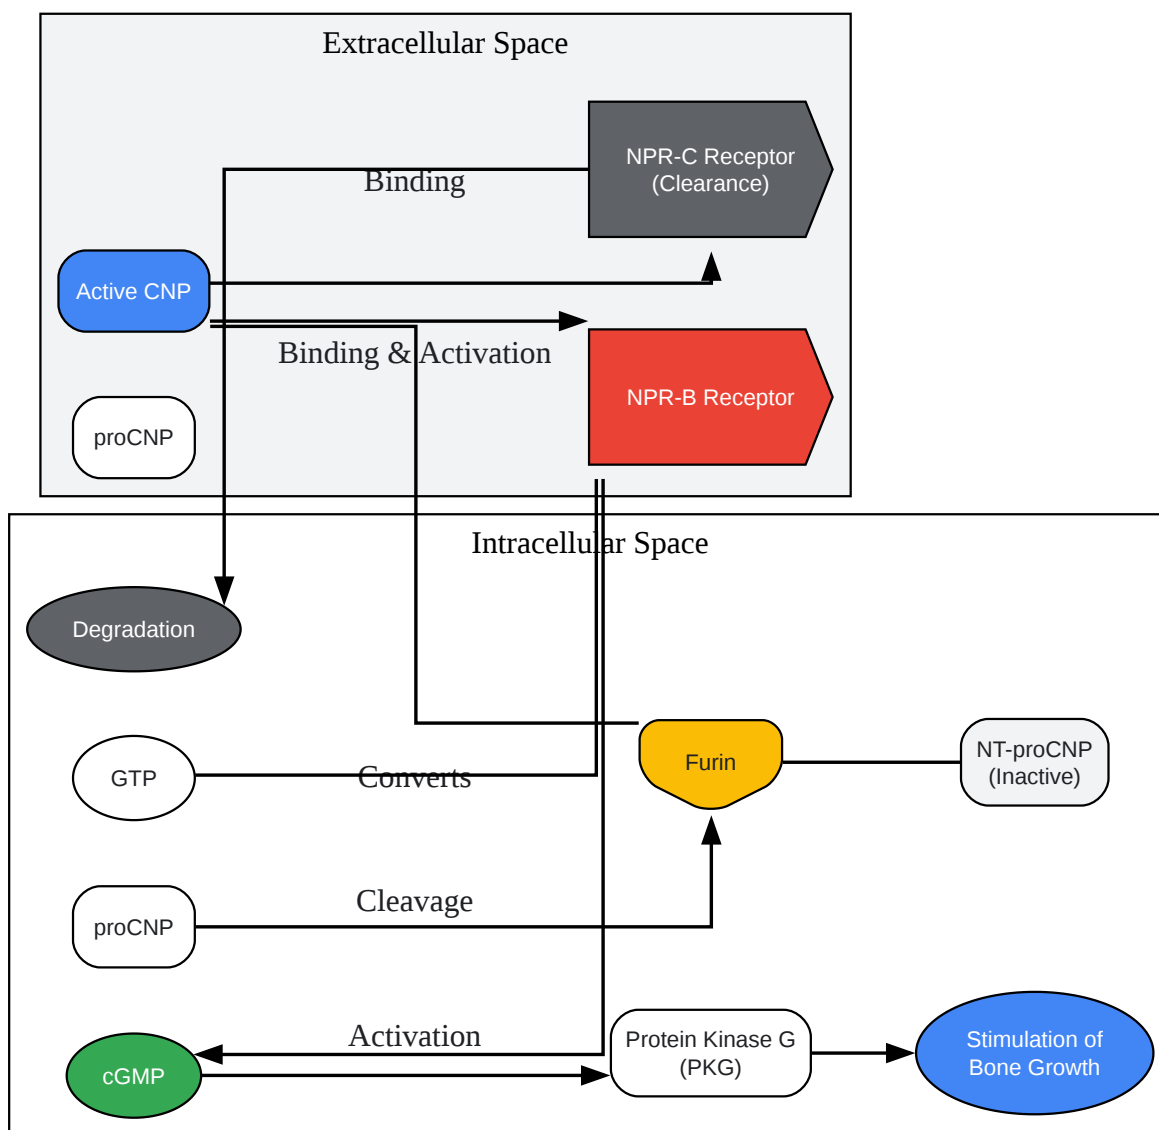 Extracellular Space
NPR-C Receptor
(Clearance)
Binding
Active CNP
Binding & Activation
NPR-B Receptor
proCNP
Intracellular Space
Degradation
GTP
Converts
Furin
NT-proCNP
(Inactive)
proCNP
Cleavage
Activation
cGMP
Protein Kinase G
(PKG)
Stimulation of
Bone Growth